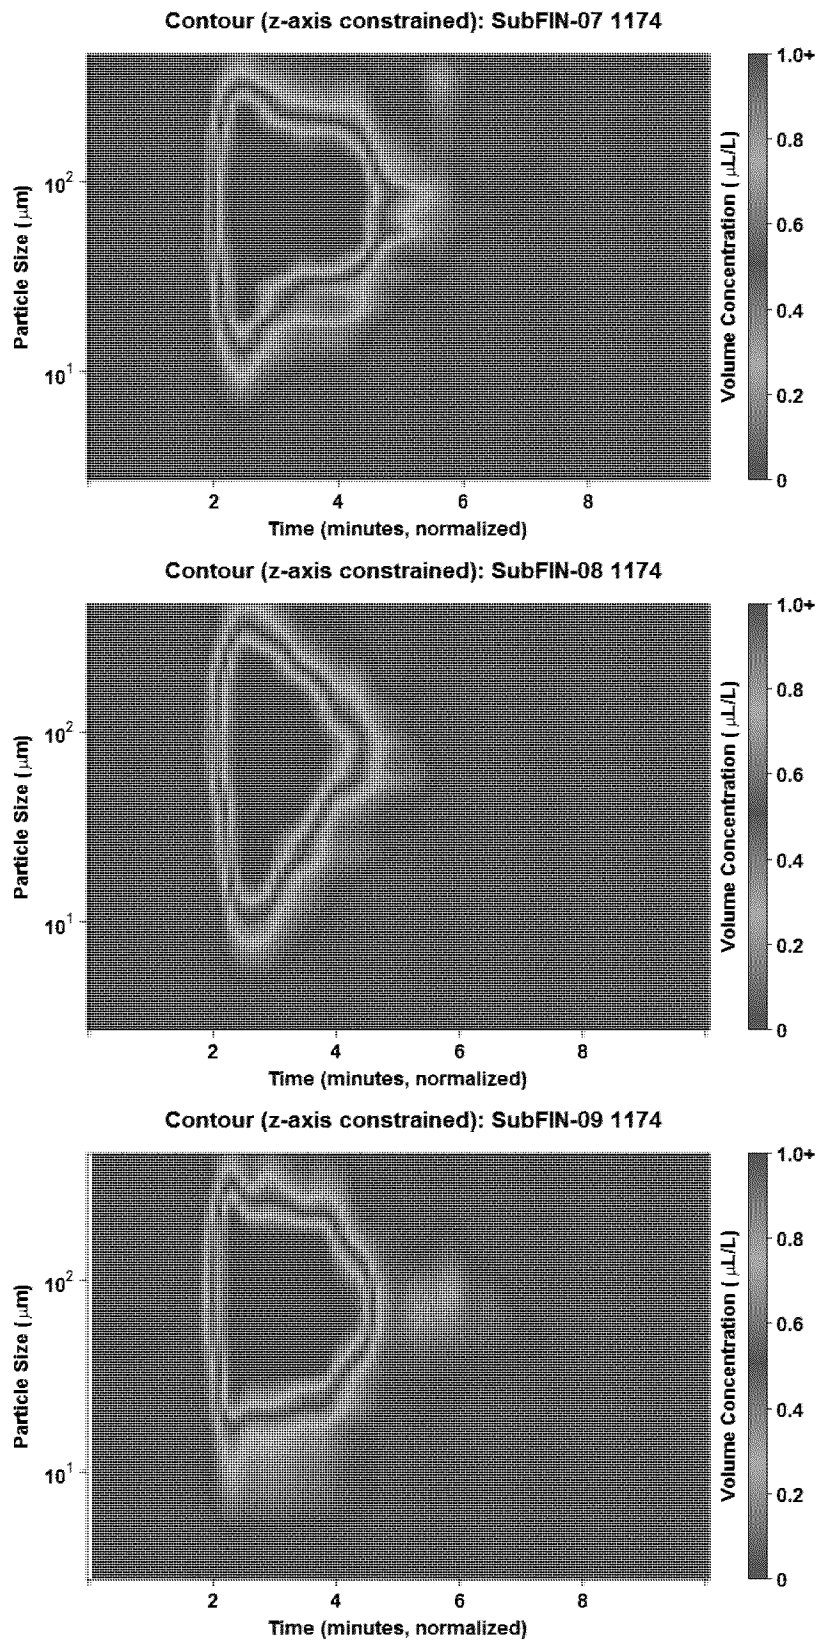 Contour (z-axis constrained): SubFIN-07 1174
Particle Size (μm)
10²
10¹
2 4 6 8
Time (minutes, normalized)
Volume Concentration ( μL/L)
1.0+
0.8
0.6
0.4
0.2
0
Contour (z-axis constrained): SubFIN-08 1174
Particle Size (μm)
10²
10¹
2 4 6 8
Time (minutes, normalized)
Volume Concentration ( μL/L)
1.0+
0.8
0.6
0.4
0.2
0
Contour (z-axis constrained): SubFIN-09 1174
Particle Size (μm)
10²
10¹
2 4 6 8
Time (minutes, normalized)
Volume Concentration ( μL/L)
1.0+
0.8
0.6
0.4
0.2
0